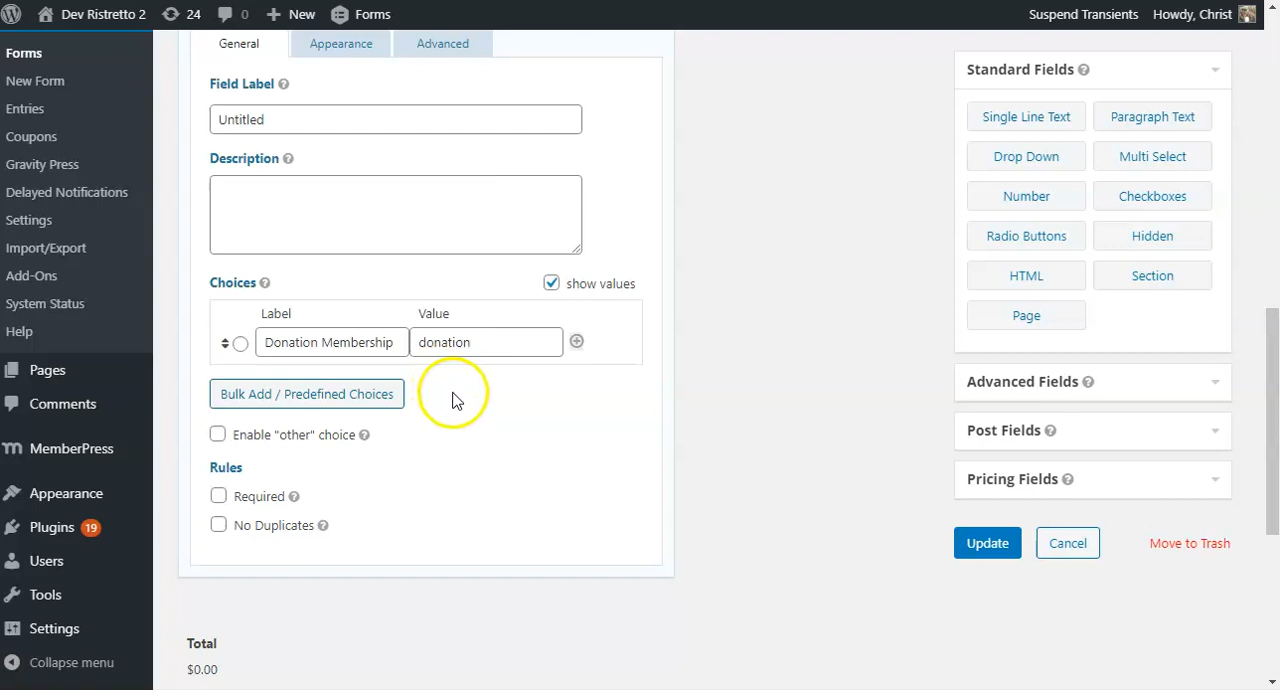 Dev Ristretto 2 24 0 New Forms Suspend Transients Howdy, Christ
Forms
New Form
Entries
Coupons
Gravity Press
Delayed Notifications
Settings
Import/Export
Add-Ons
System Status
Help
Pages
Comments
MemberPress
Appearance
Plugins 19
Users
Tools
Settings
Collapse menu
General Appearance Advanced
Field Label
Untitled
Description
Choices show values
Label Value
Donation Membership donation
Bulk Add / Predefined Choices
Enable "other" choice
Rules
Required
No Duplicates
Total
$0.00
Standard Fields
Single Line Text Paragraph Text
Drop Down Multi Select
Number Checkboxes
Radio Buttons Hidden
HTML Section
Page
Advanced Fields
Post Fields
Pricing Fields
Update Cancel Move to Trash